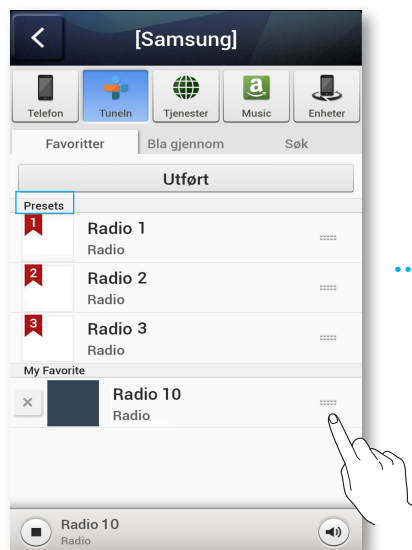 [Samsung]
Telefon TuneIn Tjenester Music Enheter
Favoritter Bla gjennom Søk
Utført
Presets
1
Radio 1
Radio
2
Radio 2
Radio
3
Radio 3
Radio
My Favorite
Radio 10
Radio
Radio 10
Radio